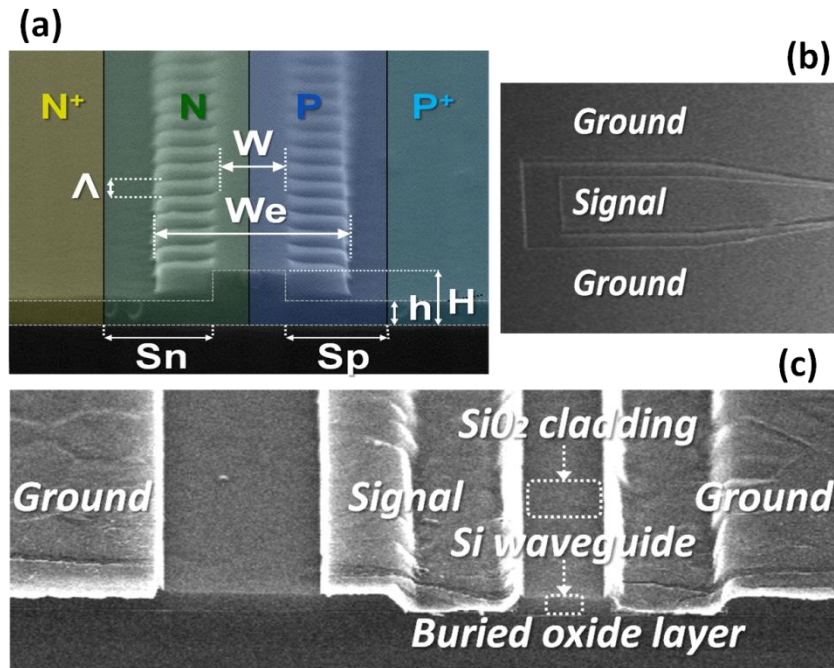 (a)
N+ N P P+
W
Λ
We
h H
Sn Sp
(b)
Ground
Signal
Ground
(c)
SiO₂ cladding
Ground Signal Ground
Si waveguide
Buried oxide layer